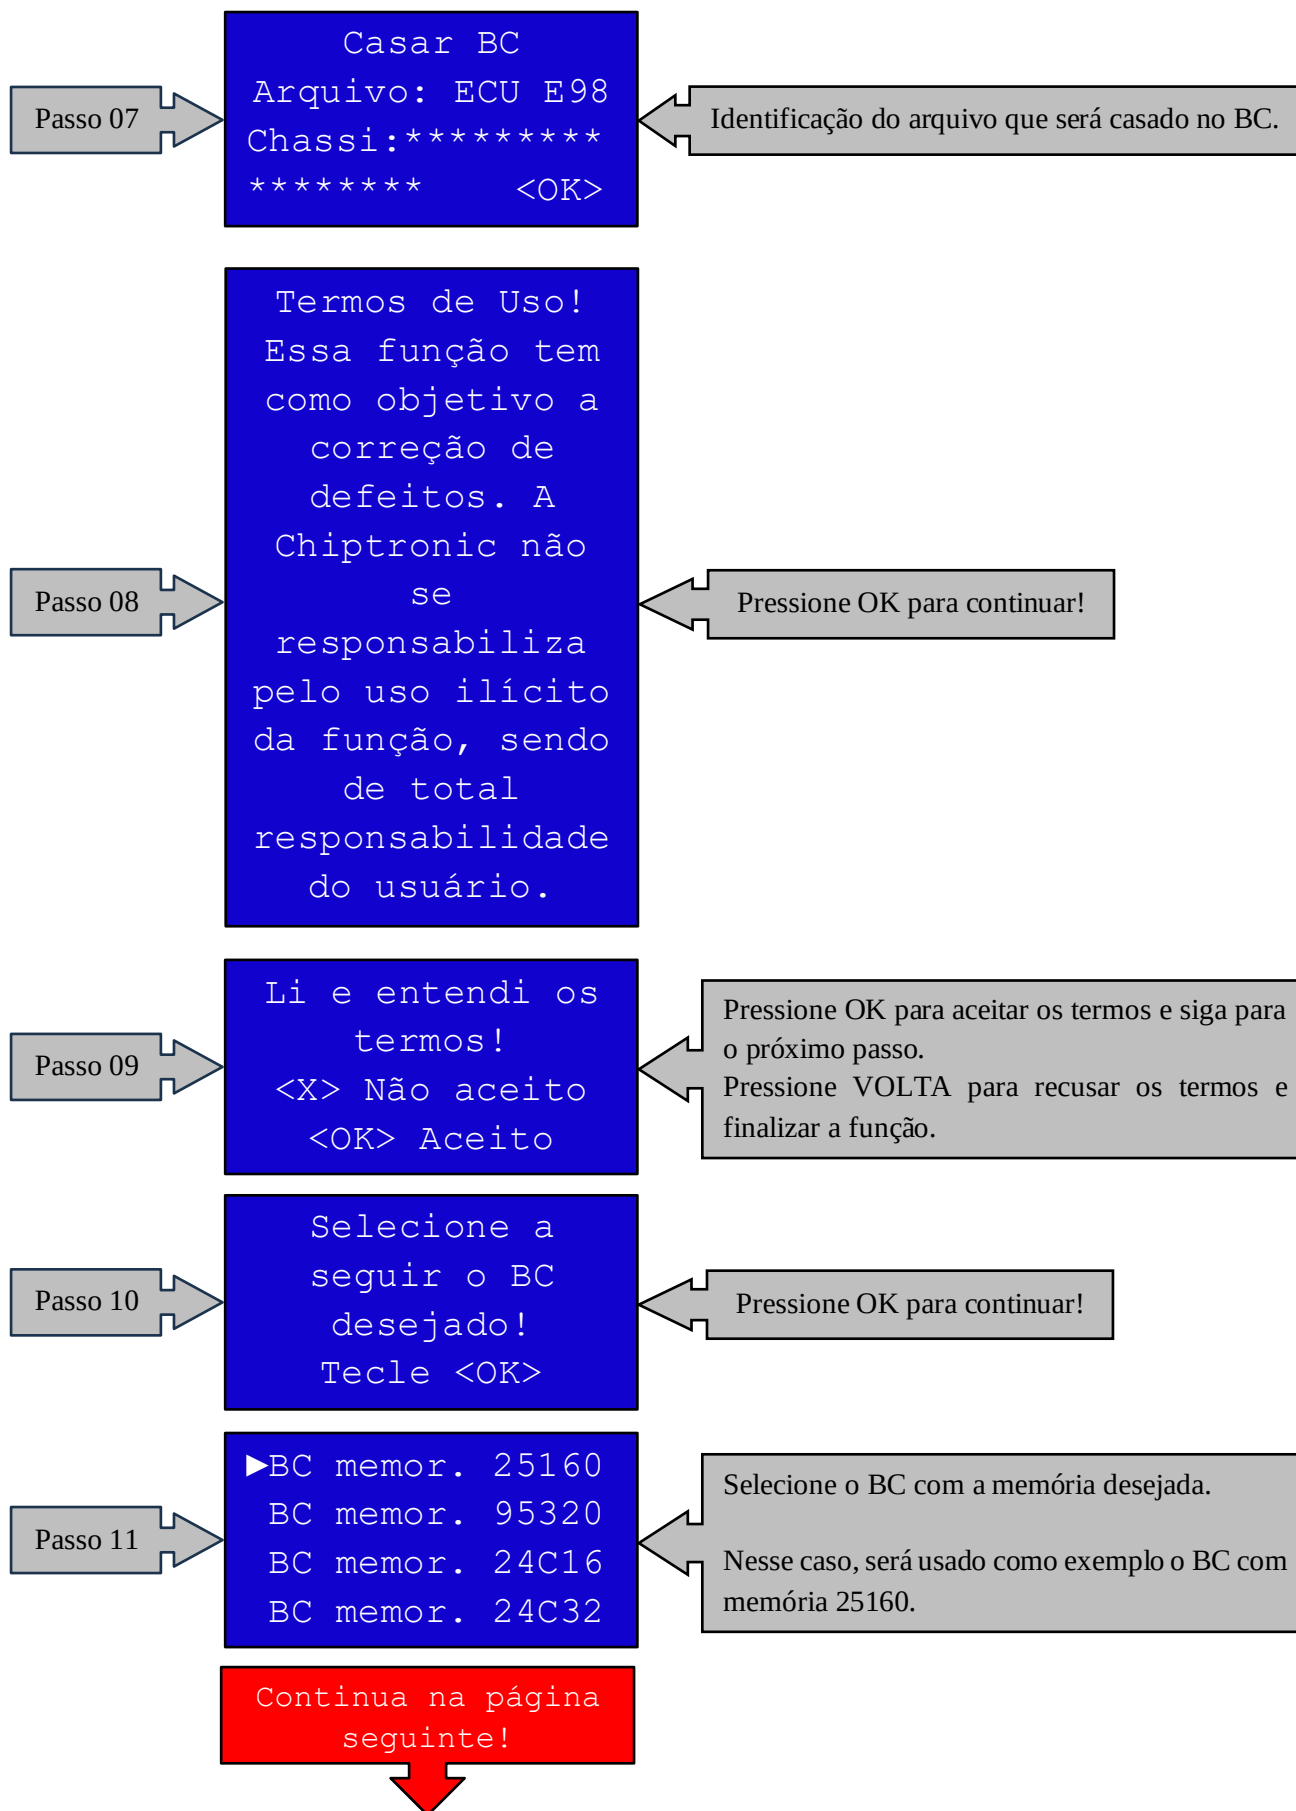 Passo 07
Casar BC
Arquivo: ECU E98
Chassi:*********
******** <OK>
Identificação do arquivo que será casado no BC.
Passo 08
Termos de Uso!
Essa função tem
como objetivo a
correção de
defeitos. A
Chiptronic não
se
responsabiliza
pelo uso ilícito
da função, sendo
de total
responsabilidade
do usuário.
Pressione OK para continuar!
Passo 09
Li e entendi os
termos!
<X> Não aceito
<OK> Aceito
Pressione OK para aceitar os termos e siga para
o próximo passo.
Pressione VOLTA para recusar os termos e
finalizar a função.
Passo 10
Selecione a
seguir o BC
desejado!
Tecle <OK>
Pressione OK para continuar!
Passo 11
►BC memor. 25160
BC memor. 95320
BC memor. 24C16
BC memor. 24C32
Selecione o BC com a memória desejada.
Nesse caso, será usado como exemplo o BC com
memória 25160.
Continua na página
seguinte!